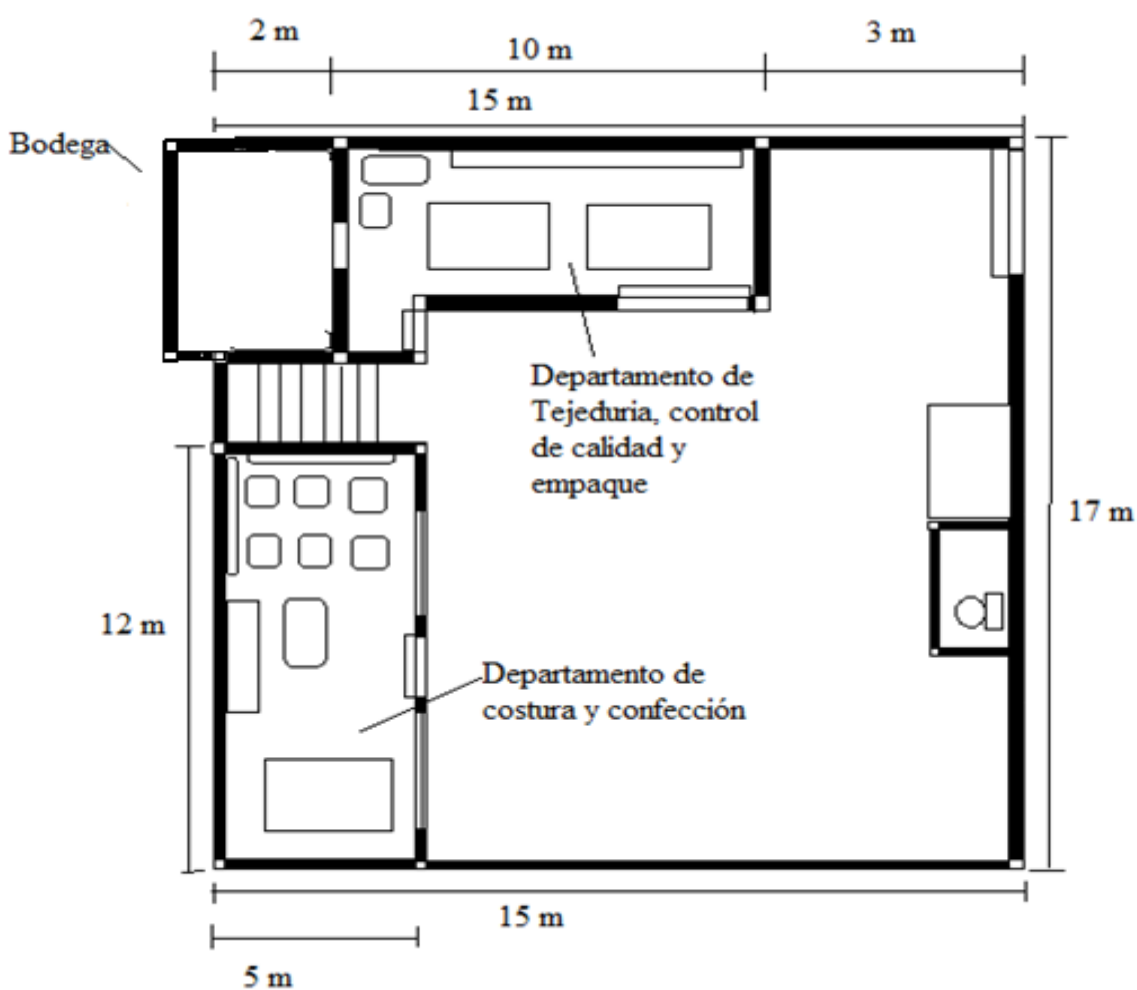 2 m
10 m
3 m
15 m
Bodega
Departamento de
Tejeduria, control
de calidad y
empaque
17 m
12 m
Departamento de
costura y confección
15 m
5 m